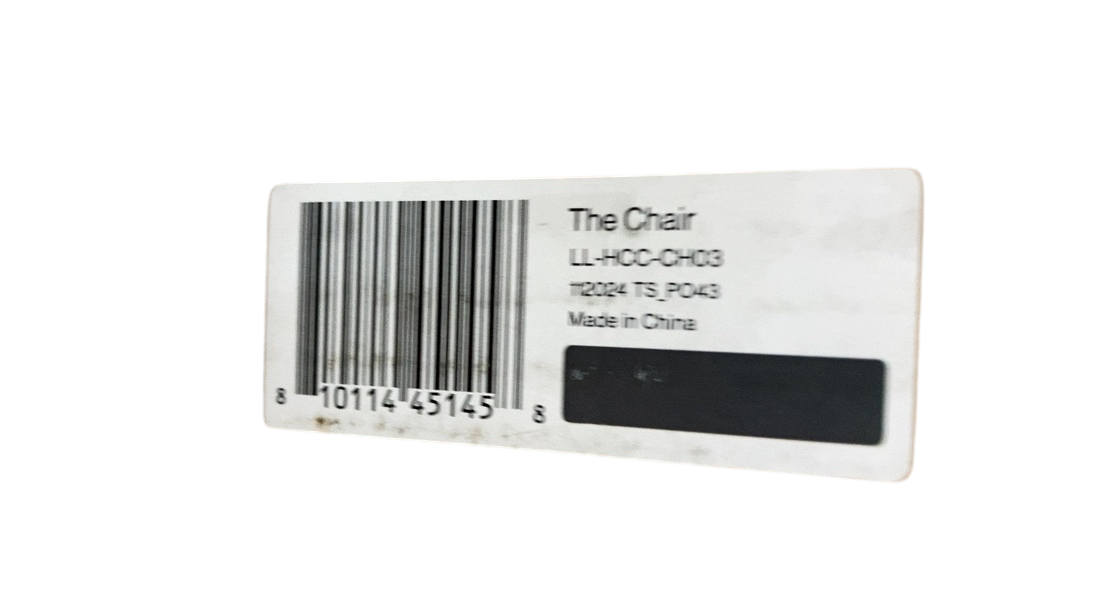 The Chair
LL-HCC-CH03
112024 TS_PO43
Made in China
8 10114 45145 8